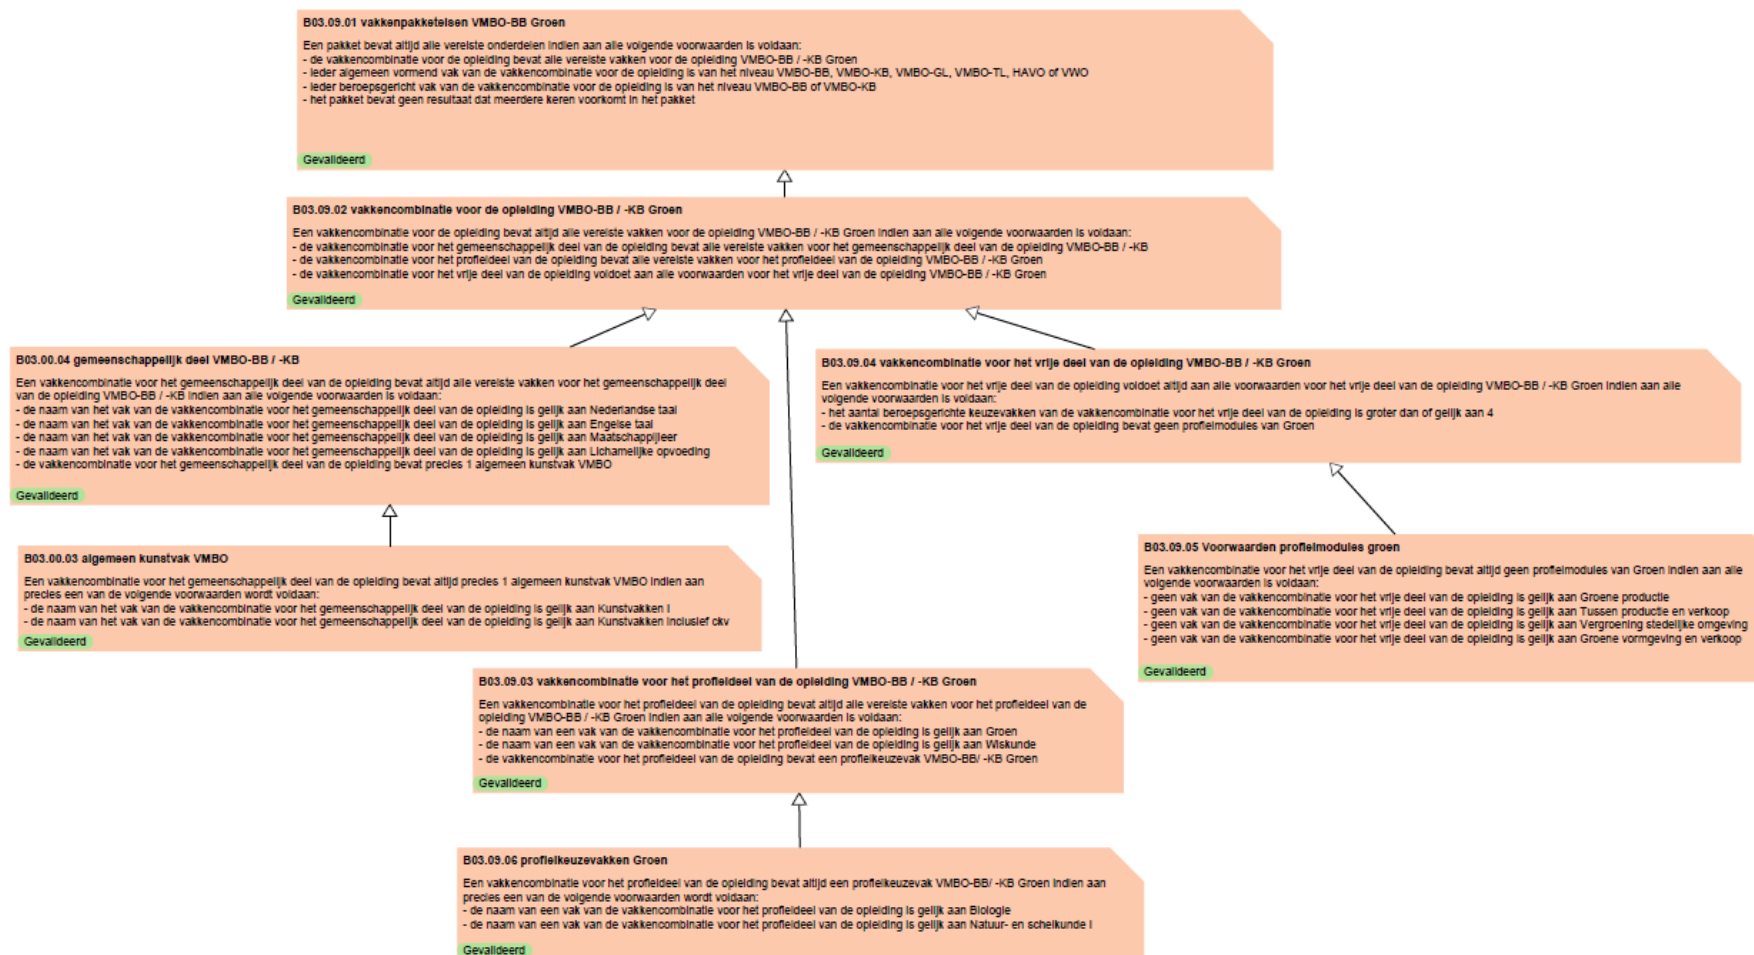 B03.09.01 vakkenpakketeisen VMBO-BB Groen
Een pakket bevat altijd alle vereiste onderdelen indien aan alle volgende voorwaarden is voldaan:
- de vakkencombinatie voor de opleiding bevat alle vereiste vakken voor de opleiding VMBO-BB / -KB Groen
- ieder algemeen vormend vak van de vakkencombinatie voor de opleiding is van het niveau VMBO-BB, VMBO-KB, VMBO-GL, VMBO-TL, HAVO of VWO
- ieder beroepsgericht vak van de vakkencombinatie voor de opleiding is van het niveau VMBO-BB of VMBO-KB
- het pakket bevat geen resultaat dat meerdere keren voorkomt in het pakket
Gevalideerd
B03.09.02 vakkencombinatie voor de opleiding VMBO-BB / -KB Groen
Een vakkencombinatie voor de opleiding bevat altijd alle vereiste vakken voor de opleiding VMBO-BB / -KB Groen indien aan alle volgende voorwaarden is voldaan:
- de vakkencombinatie voor het gemeenschappelijk deel van de opleiding bevat alle vereiste vakken voor het gemeenschappelijk deel van de opleiding VMBO-BB / -KB
- de vakkencombinatie voor het profieldeel van de opleiding bevat alle vereiste vakken voor het profieldeel van de opleiding VMBO-BB / -KB Groen
- de vakkencombinatie voor het vrije deel van de opleiding voldoet aan alle voorwaarden voor het vrije deel van de opleiding VMBO-BB / -KB Groen
Gevalideerd
B03.00.04 gemeenschappelijk deel VMBO-BB / -KB
Een vakkencombinatie voor het gemeenschappelijk deel van de opleiding bevat altijd alle vereiste vakken voor het gemeenschappelijk deel
van de opleiding VMBO-BB / -KB indien aan alle volgende voorwaarden is voldaan:
- de naam van het vak van de vakkencombinatie voor het gemeenschappelijk deel van de opleiding is gelijk aan Nederlandse taal
- de naam van het vak van de vakkencombinatie voor het gemeenschappelijk deel van de opleiding is gelijk aan Engelse taal
- de naam van het vak van de vakkencombinatie voor het gemeenschappelijk deel van de opleiding is gelijk aan Maatschappijleer
- de naam van het vak van de vakkencombinatie voor het gemeenschappelijk deel van de opleiding is gelijk aan Lichamelijke opvoeding
- de vakkencombinatie voor het gemeenschappelijk deel van de opleiding bevat precies 1 algemeen kunstvak VMBO
Gevalideerd
B03.09.04 vakkencombinatie voor het vrije deel van de opleiding VMBO-BB / -KB Groen
Een vakkencombinatie voor het vrije deel van de opleiding voldoet altijd aan alle voorwaarden voor het vrije deel van de opleiding VMBO-BB / -KB Groen indien aan alle
volgende voorwaarden is voldaan:
- het aantal beroepsgerichte keuzevakken van de vakkencombinatie voor het vrije deel van de opleiding is groter dan of gelijk aan 4
- de vakkencombinatie voor het vrije deel van de opleiding bevat geen profielmodules van Groen
Gevalideerd
B03.00.03 algemeen kunstvak VMBO
Een vakkencombinatie voor het gemeenschappelijk deel van de opleiding bevat altijd precies 1 algemeen kunstvak VMBO indien aan
precies een van de volgende voorwaarden wordt voldaan:
- de naam van het vak van de vakkencombinatie voor het gemeenschappelijk deel van de opleiding is gelijk aan Kunstvakken I
- de naam van het vak van de vakkencombinatie voor het gemeenschappelijk deel van de opleiding is gelijk aan Kunstvakken inclusief ckv
Gevalideerd
B03.09.05 Voorwaarden profielmodules groen
Een vakkencombinatie voor het vrije deel van de opleiding bevat altijd geen profielmodules van Groen indien aan alle
volgende voorwaarden is voldaan:
- geen vak van de vakkencombinatie voor het vrije deel van de opleiding is gelijk aan Groene productie
- geen vak van de vakkencombinatie voor het vrije deel van de opleiding is gelijk aan Tussen productie en verkoop
- geen vak van de vakkencombinatie voor het vrije deel van de opleiding is gelijk aan Vergroening stedelijke omgeving
- geen vak van de vakkencombinatie voor het vrije deel van de opleiding is gelijk aan Groene vormgeving en verkoop
Gevalideerd
B03.09.03 vakkencombinatie voor het profieldeel van de opleiding VMBO-BB / -KB Groen
Een vakkencombinatie voor het profieldeel van de opleiding bevat altijd alle vereiste vakken voor het profieldeel van de
opleiding VMBO-BB / -KB Groen indien aan alle volgende voorwaarden is voldaan:
- de naam van een vak van de vakkencombinatie voor het profieldeel van de opleiding is gelijk aan Groen
- de naam van een vak van de vakkencombinatie voor het profieldeel van de opleiding is gelijk aan Wiskunde
- de vakkencombinatie voor het profieldeel van de opleiding bevat een profielkeuzevak VMBO-BB/ -KB Groen
Gevalideerd
B03.09.06 profielkeuzevakken Groen
Een vakkencombinatie voor het profieldeel van de opleiding bevat altijd een profielkeuzevak VMBO-BB/ -KB Groen indien aan
precies een van de volgende voorwaarden wordt voldaan:
- de naam van een vak van de vakkencombinatie voor het profieldeel van de opleiding is gelijk aan Biologie
- de naam van een vak van de vakkencombinatie voor het profieldeel van de opleiding is gelijk aan Natuur- en scheikunde I
Gevalideerd